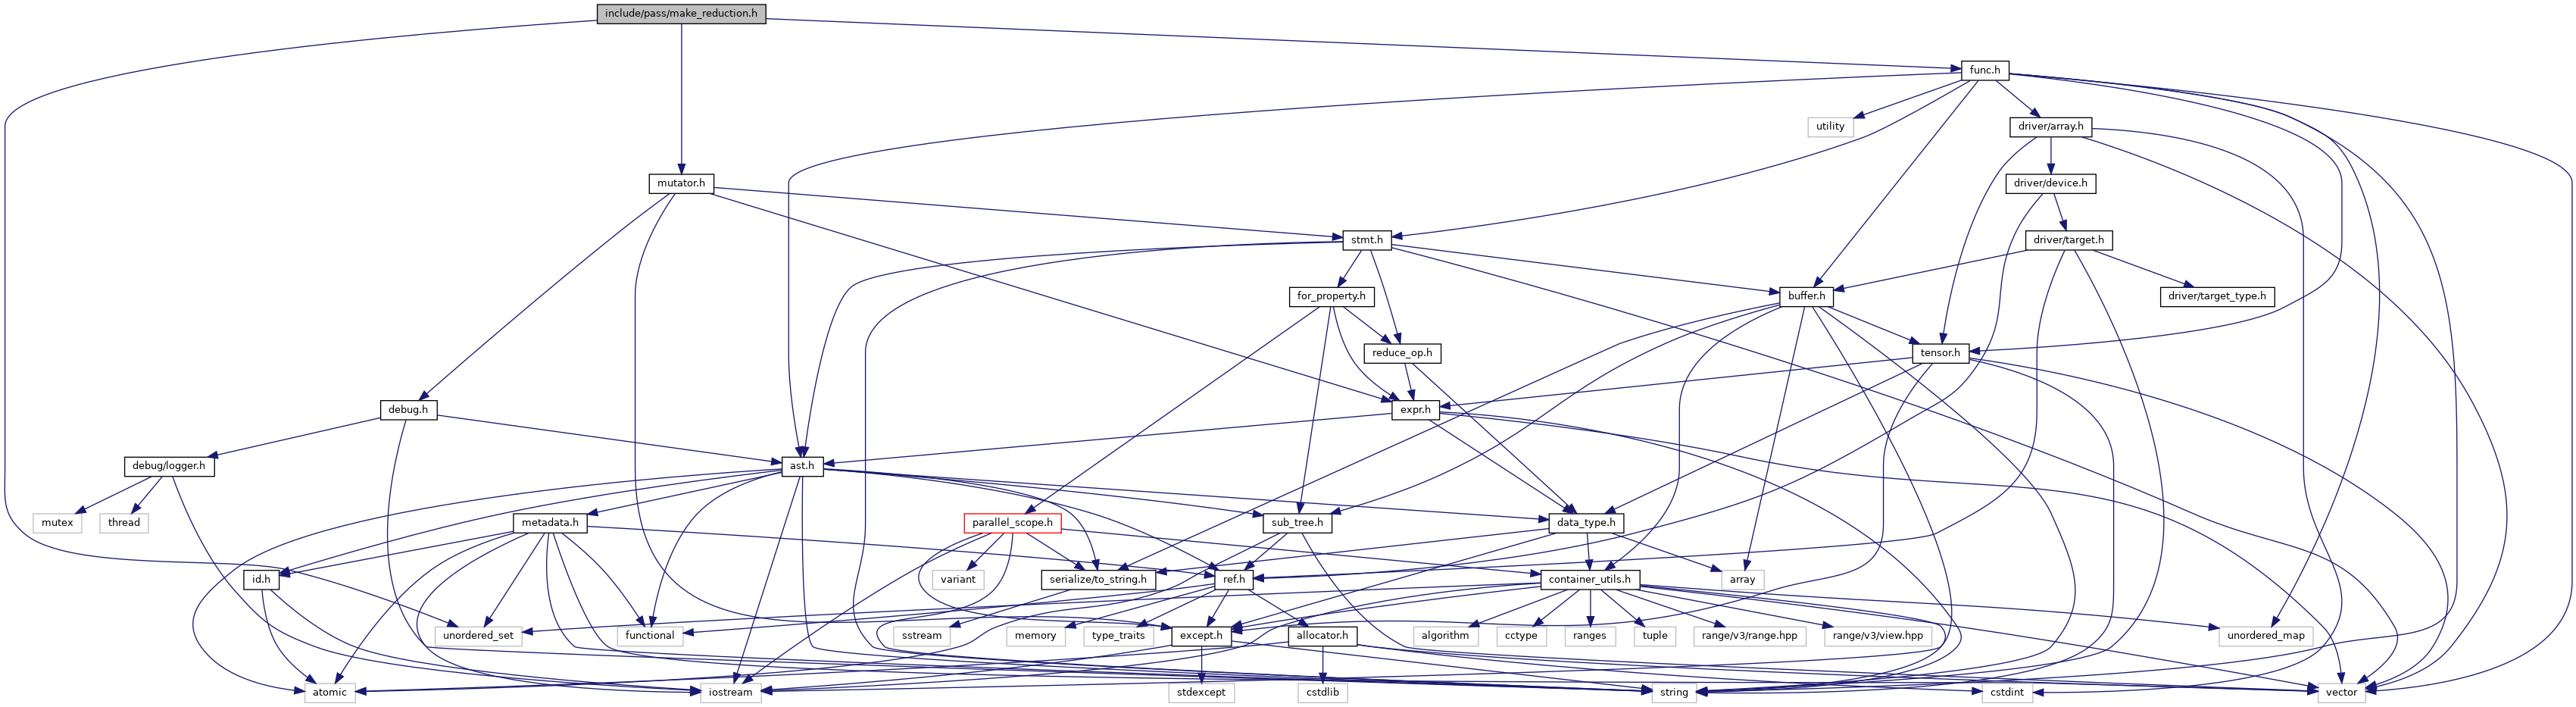 include/pass/make_reduction.h
func.h
utility
driver/array.h
mutator.h
driver/device.h
stmt.h
driver/target.h
for_property.h
buffer.h
driver/target_type.h
reduce_op.h
tensor.h
debug.h
expr.h
debug/logger.h
ast.h
mutex
thread
metadata.h
parallel_scope.h
sub_tree.h
data_type.h
id.h
variant
serialize/to_string.h
ref.h
container_utils.h
array
unordered_set
functional
sstream
memory
type_traits
except.h
allocator.h
algorithm
cctype
ranges
tuple
range/v3/range.hpp
range/v3/view.hpp
unordered_map
atomic
iostream
stdexcept
cstdlib
string
cstdint
vector